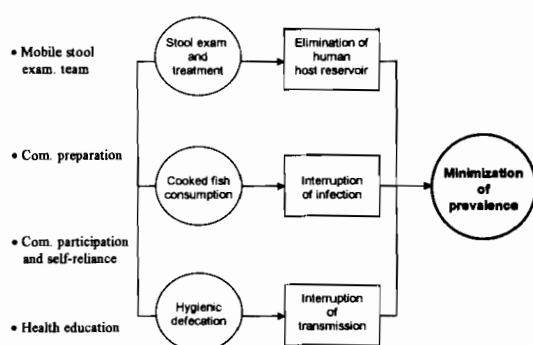 • Mobile stool
exam. team
• Com. preparation
• Com. participation
and self-reliance
• Health education
Stool exam
and
treatment
Cooked fish
consumption
Hygienic
defecation
Elimination of
human
host reservoir
Interruption
of infection
Interruption
of
transmission
Minimization
of
prevalence